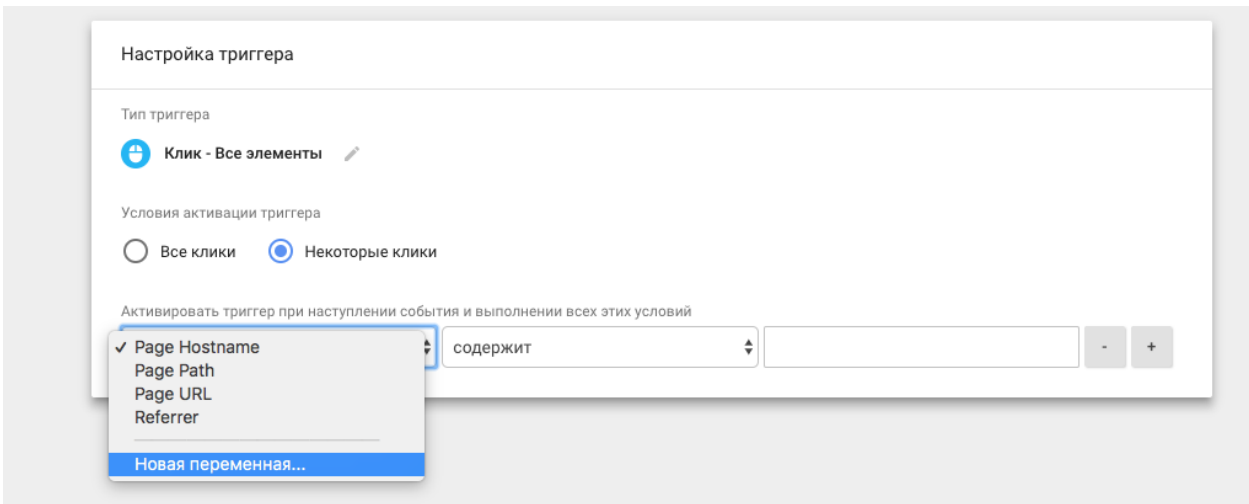 Настройка триггера
Тип триггера
Клик - Все элементы
Условия активации триггера
Все клики Некоторые клики
Активировать триггер при наступлении события и выполнении всех этих условий
✓ Page Hostname содержит - +
Page Path
Page URL
Referrer
Новая переменная...